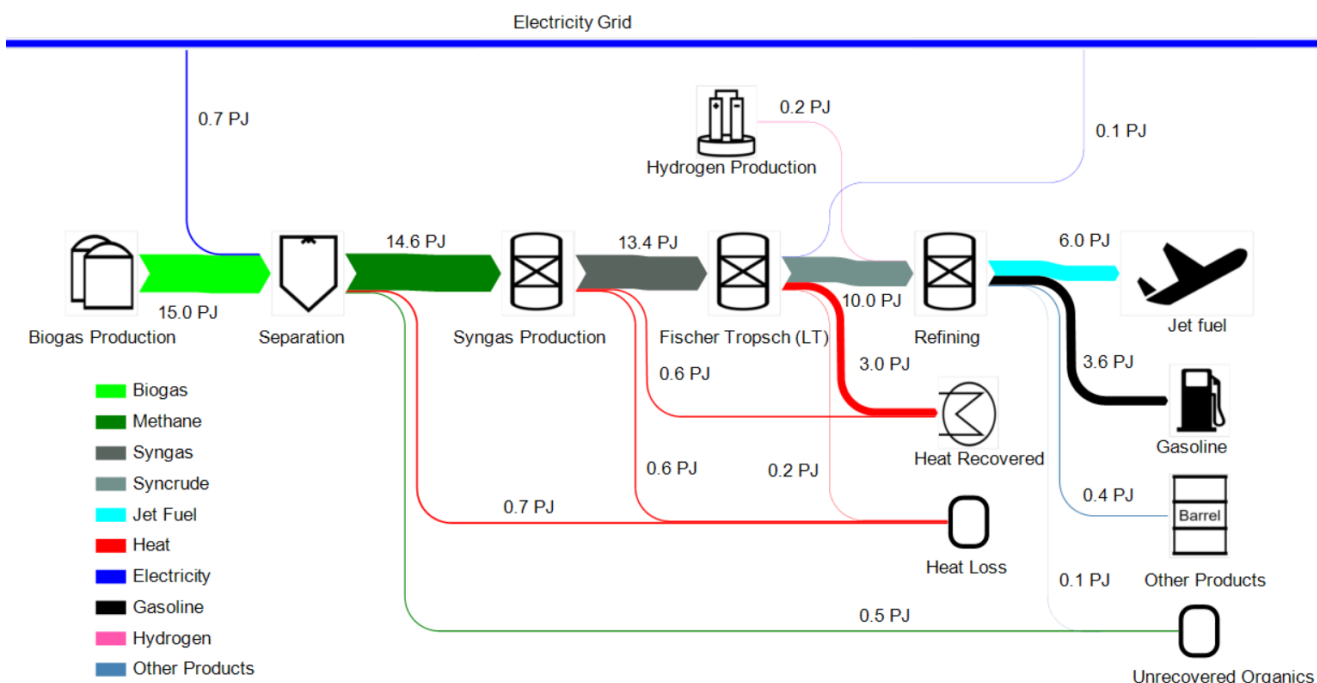 Electricity Grid
0.7 PJ
0.2 PJ
0.1 PJ
Hydrogen Production
+ -
14.6 PJ
13.4 PJ
6.0 PJ
15.0 PJ
10.0 PJ
Biogas Production
Separation
Syngas Production
Fischer Tropsch (LT)
Refining
Jet fuel
3.0 PJ
3.6 PJ
0.6 PJ
Biogas
Methane
Syngas
Syncrude
Jet Fuel
Heat
Electricity
Gasoline
Hydrogen
Other Products
Heat Recovered
Gasoline
0.6 PJ
0.2 PJ
0.4 PJ
0.7 PJ
Barrel
Heat Loss
Other Products
0.1 PJ
0.5 PJ
Unrecovered Organics